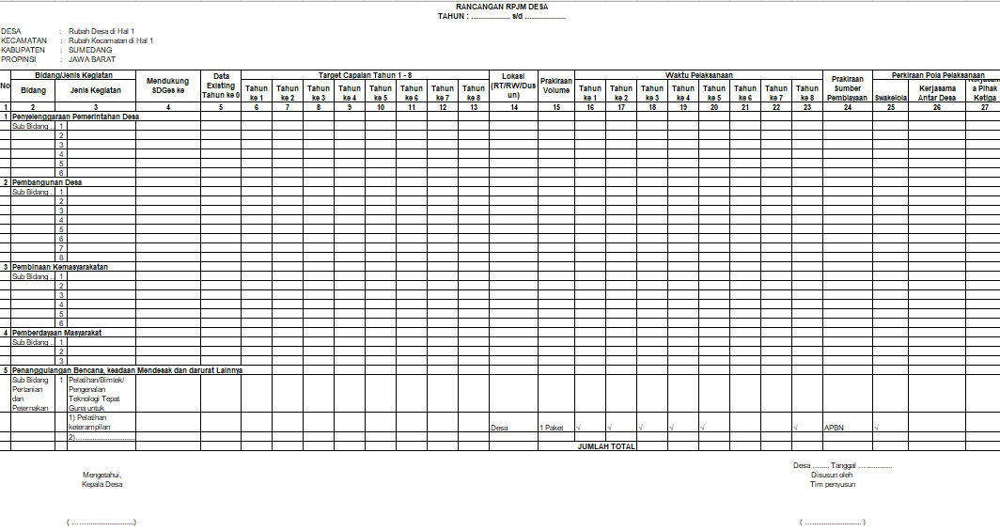 RANCANGAN RPJM DESA
TAHUN : .................... s/d .....................
DESA : Rubah Desa di Hal 1
KECAMATAN : Rubah Kecamatan di Hal 1
KABUPATEN : SUMEDANG
PROPINSI : JAWA BARAT
No Bidang/Jenis Kegiatan Mendukung SDGes ke Data Existing Tahun ke 0 Target Capaian Tahun 1 - 8 Lokasi (RT/RW/Dusun) Prakiraan Volume Waktu Pelaksanaan Prakiraan Sumber Pembiayaan Perkiraan Pola Pelaksanaan
Bidang Jenis Kegiatan Tahun ke 1 Tahun ke 2 Tahun ke 3 Tahun ke 4 Tahun ke 5 Tahun ke 6 Tahun ke 7 Tahun ke 8 Tahun ke 1 Tahun ke 2 Tahun ke 3 Tahun ke 4 Tahun ke 5 Tahun ke 6 Tahun ke 7 Tahun ke 8 Swakelola Kerjasama Antar Desa Kerjasama Pihak Ketiga
1 2 3 4 5 6 7 8 9 10 11 12 13 14 15 16 17 18 19 20 21 22 23 24 25 26 27
1 Penyelenggaraan Pemerintahan Desa
Sub Bidang .. 1
2
3
4
5
6
2 Pembangunan Desa
Sub Bidang .. 1
2
3
4
5
6
7
8
3 Pembinaan Kemasyarakatan
Sub Bidang .. 1
2
3
4
5
6
4 Pemberdayaan Masyarakat
Sub Bidang .. 1
2
3
5 Penanggulangan Bencana, keadaan Mendesak dan darurat Lainnya
Sub Bidang 1 Pelatihan/Bimtek/
Pertanian Pengenalan
dan Teknologi Tepat
Peternakan Guna untuk
1) Pelatihan
keterampilan Desa 1 Paket √ √ √ √ √ √ APBN √
2).............................
JUMLAH TOTAL
Desa ........ Tanggal ................
Mengetahui, Disusun oleh
Kepala Desa Tim penyusun
( ..............................) ( .............................. )